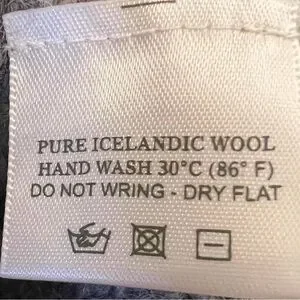 PURE ICELANDIC WOOL
HAND WASH 30°C (86° F)
DO NOT WRING - DRY FLAT